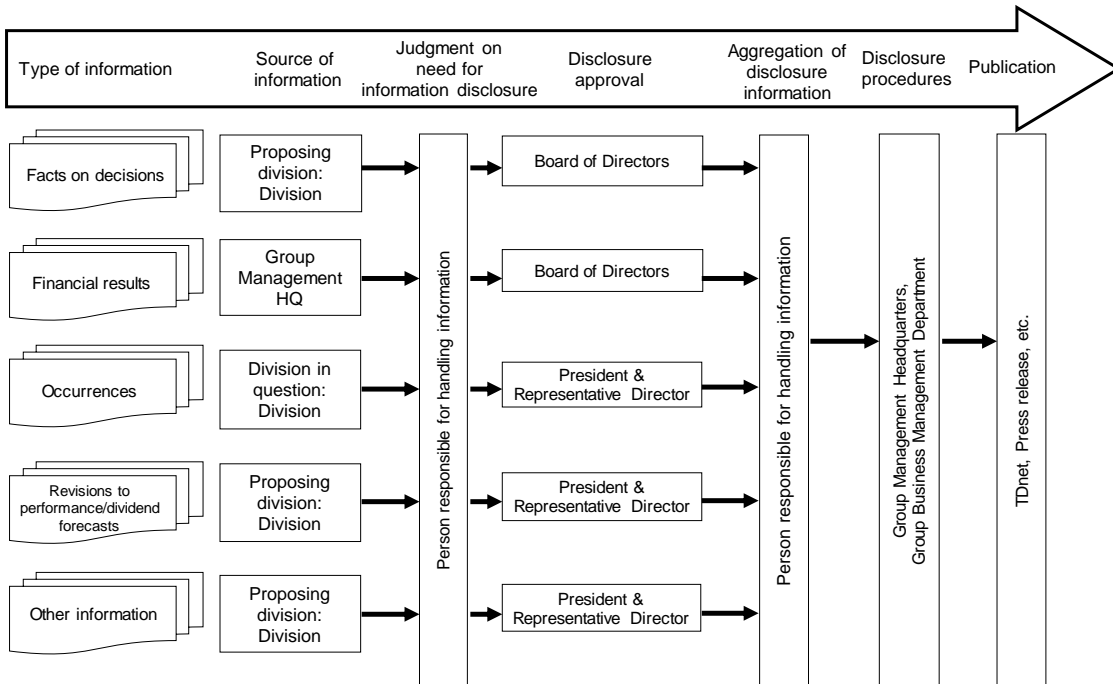 Type of information
Source of
information
Judgment on
need for
information disclosure
Disclosure
approval
Aggregation of
disclosure
information
Disclosure
procedures
Publication
Facts on decisions
Proposing
division:
Division
Board of Directors
Financial results
Group
Management
HQ
Board of Directors
Occurrences
Division in
question:
Division
President &
Representative Director
Revisions to
performance/dividend
forecasts
Proposing
division:
Division
President &
Representative Director
Other information
Proposing
division:
Division
President &
Representative Director
Person responsible for handling information
Person responsible for handling information
Group Management Headquarters,
Group Business Management Department
TDnet, Press release, etc.